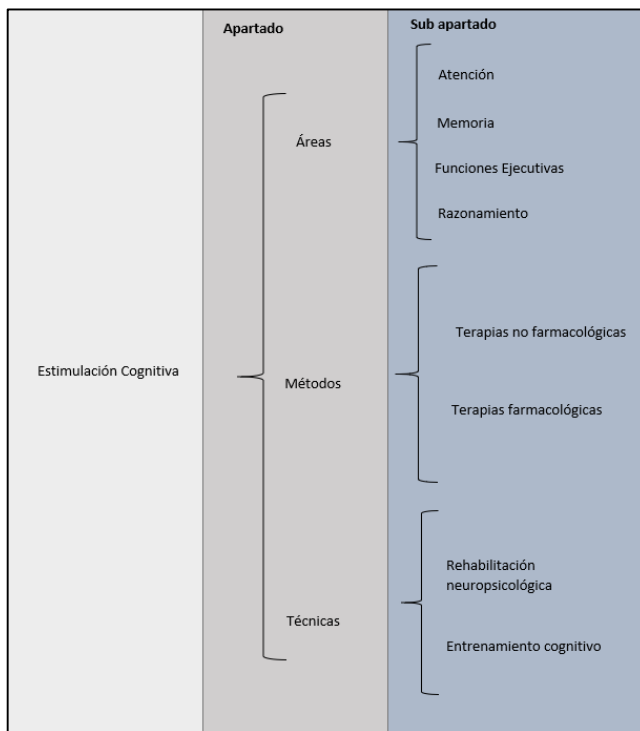 Apartado
Sub apartado
Estimulación Cognitiva
Áreas
Atención
Memoria
Funciones Ejecutivas
Razonamiento
Métodos
Terapias no farmacológicas
Terapias farmacológicas
Técnicas
Rehabilitación
neuropsicológica
Entrenamiento cognitivo